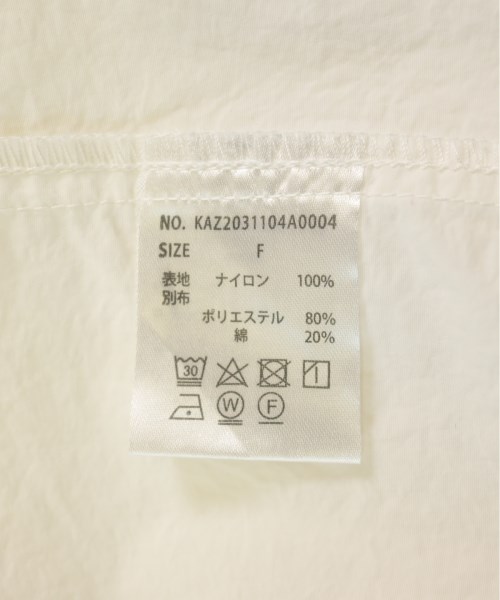 NO. KAZ2031104A0004
SIZE F
表地 ナイロン 100%
別布
ポリエステル 80%
綿 20%
30
W F